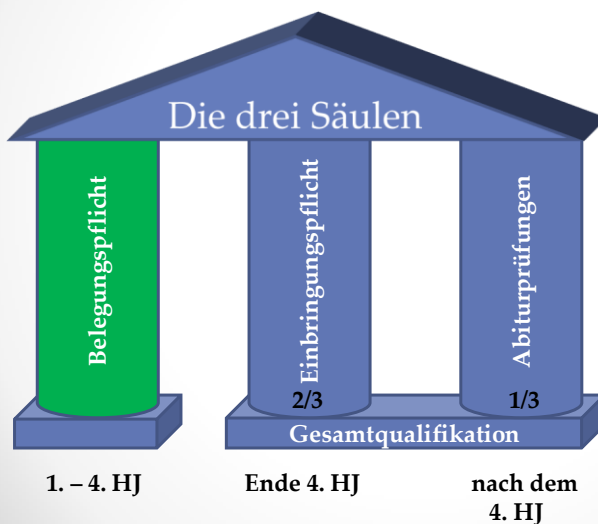 Die drei Säulen
Belegungspflicht
Einbringungspflicht
Abiturprüfungen
2/3
1/3
Gesamtqualifikation
1. – 4. HJ
Ende 4. HJ
nach dem
4. HJ